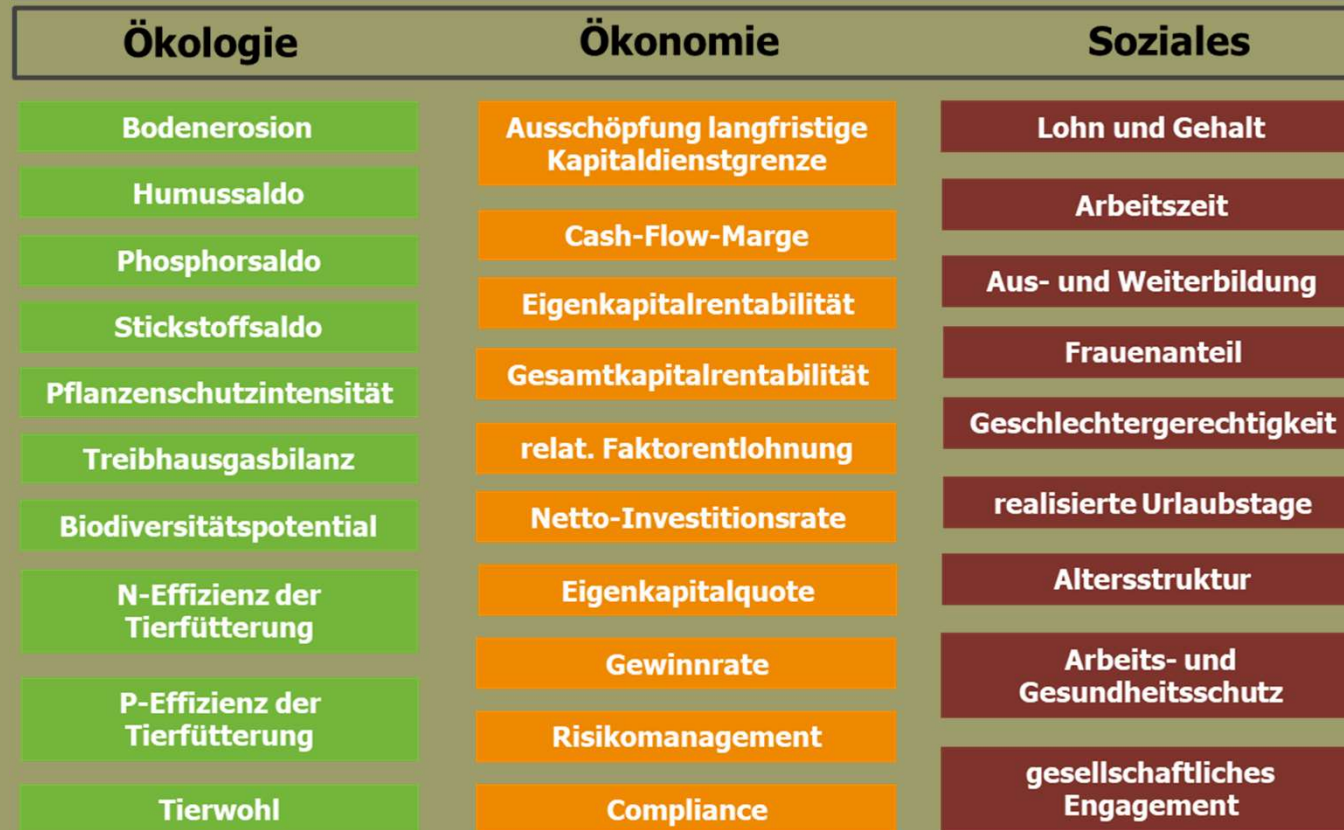 Ökologie
Bodenerosion
Humussaldo
Phosphorsaldo
Stickstoffsaldo
Pflanzenschutzintensität
Treibhausgasbilanz
Biodiversitätspotential
N-Effizienz der
Tierfütterung
P-Effizienz der
Tierfütterung
Tierwohl
Ökonomie
Ausschöpfung langfristige
Kapitaldienstgrenze
Cash-Flow-Marge
Eigenkapitalrentabilität
Gesamtkapitalrentabilität
relat. Faktorentlohnung
Netto-Investitionsrate
Eigenkapitalquote
Gewinnrate
Risikomanagement
Compliance
Soziales
Lohn und Gehalt
Arbeitszeit
Aus- und Weiterbildung
Frauenanteil
Geschlechtergerechtigkeit
realisierte Urlaubstage
Altersstruktur
Arbeits- und
Gesundheitsschutz
gesellschaftliches
Engagement